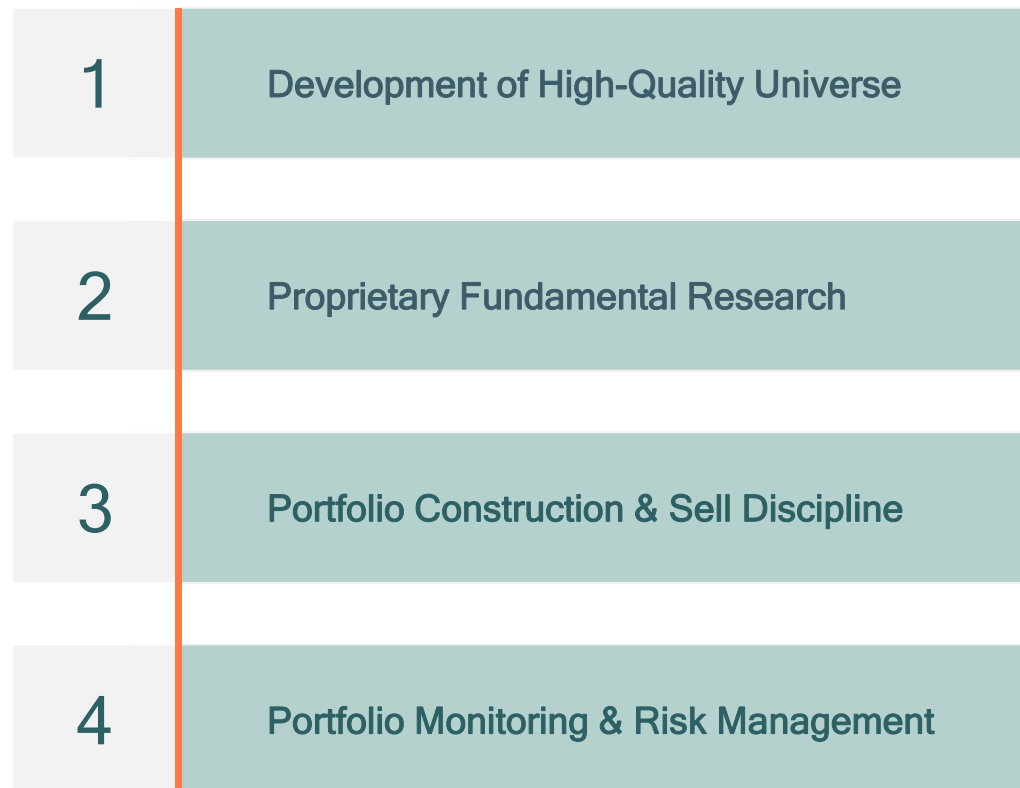 1
Development of High-Quality Universe
2
Proprietary Fundamental Research
3
Portfolio Construction & Sell Discipline
4
Portfolio Monitoring & Risk Management